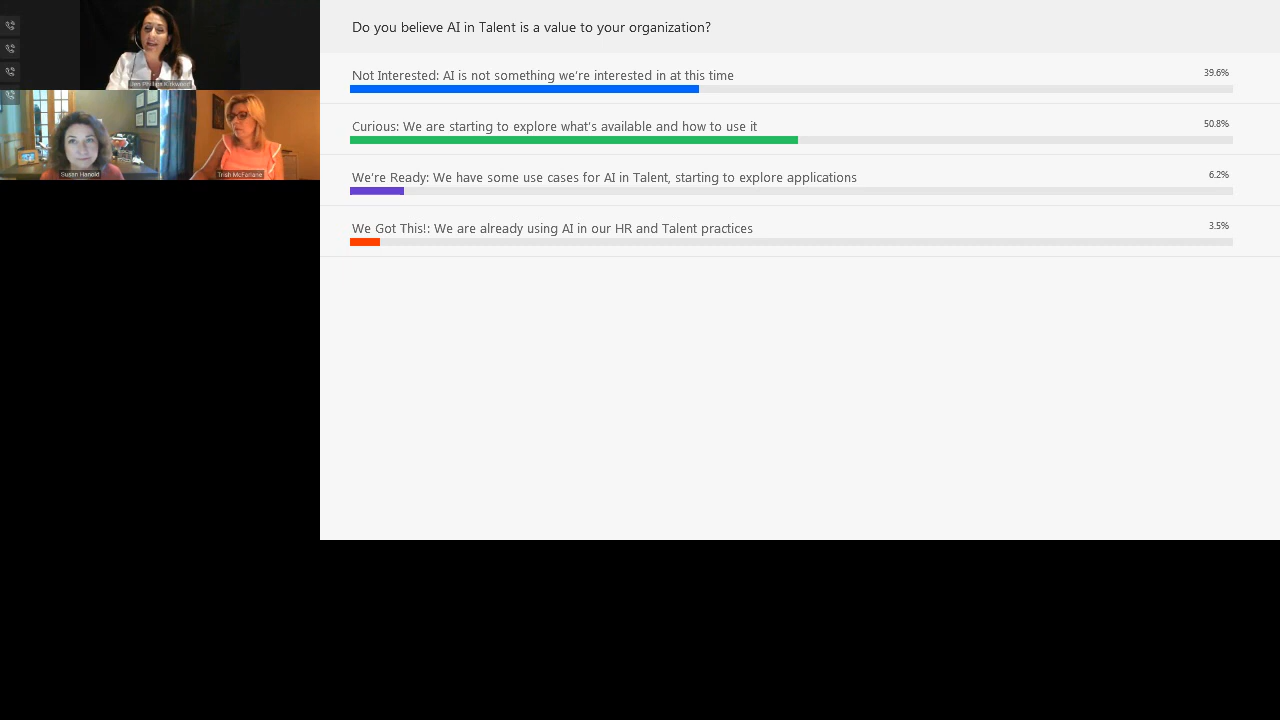 Jen Phillips Kirkwood
Susan Hanold
Trish McFarlane
Do you believe AI in Talent is a value to your organization?
Not Interested: AI is not something we're interested in at this time
39.6%
Curious: We are starting to explore what's available and how to use it
50.8%
We're Ready: We have some use cases for AI in Talent, starting to explore applications
6.2%
We Got This!: We are already using AI in our HR and Talent practices
3.5%